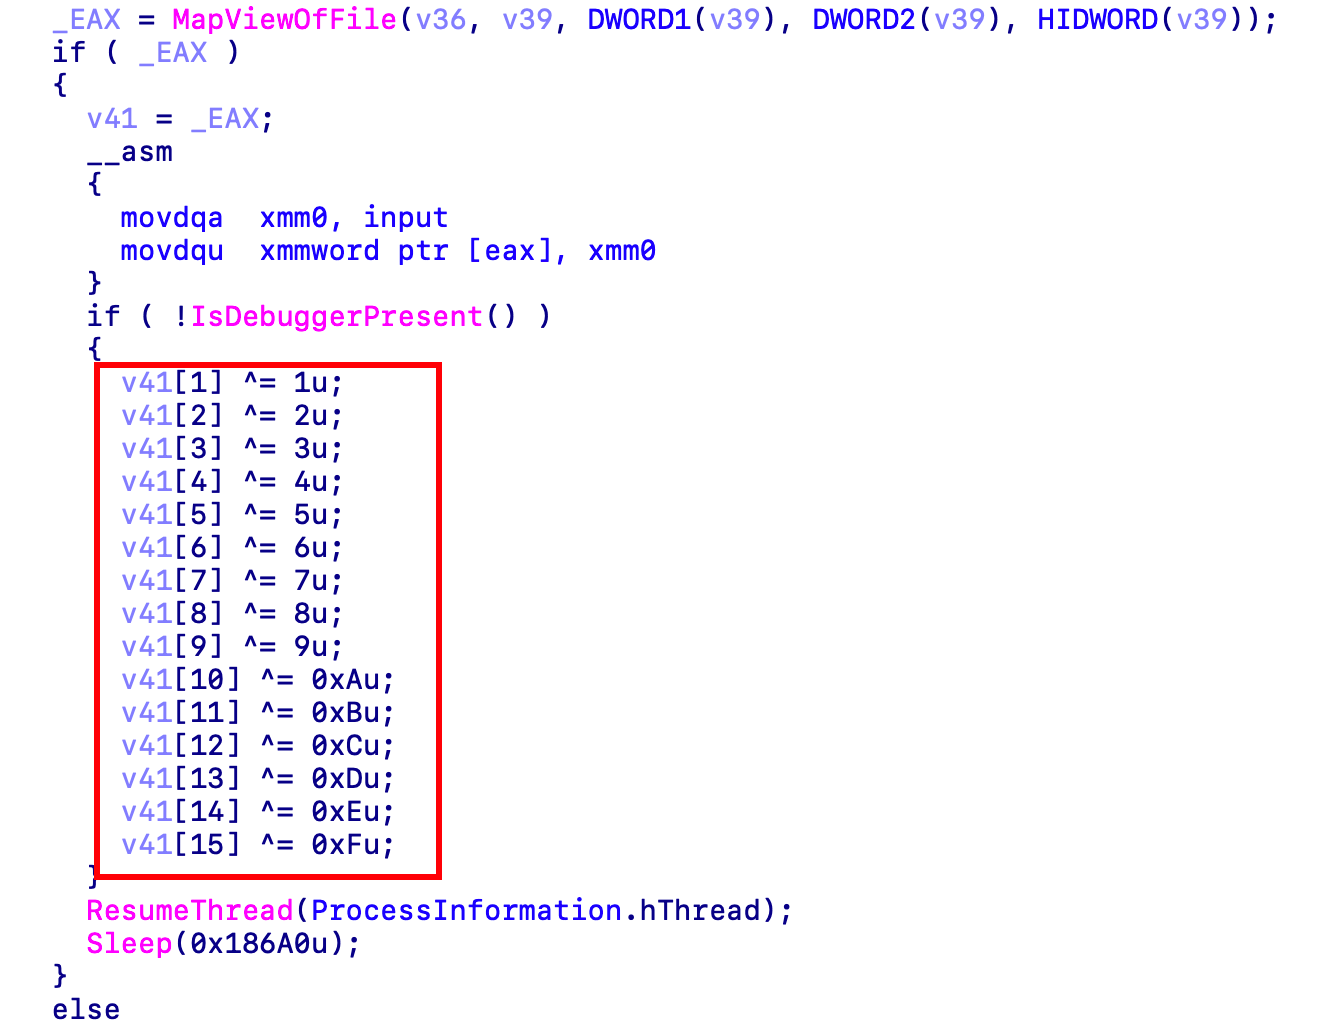 _EAX = MapViewOfFile(v36, v39, DWORD1(v39), DWORD2(v39), HIDWORD(v39));
if ( _EAX )
{
v41 = _EAX;
__asm
{
movdqa  xmm0, input
movdqu  xmmword ptr [eax], xmm0
}
if ( !IsDebuggerPresent() )
{
v41[1] ^= 1u;
v41[2] ^= 2u;
v41[3] ^= 3u;
v41[4] ^= 4u;
v41[5] ^= 5u;
v41[6] ^= 6u;
v41[7] ^= 7u;
v41[8] ^= 8u;
v41[9] ^= 9u;
v41[10] ^= 0xAu;
v41[11] ^= 0xBu;
v41[12] ^= 0xCu;
v41[13] ^= 0xDu;
v41[14] ^= 0xEu;
v41[15] ^= 0xFu;
}
ResumeThread(ProcessInformation.hThread);
Sleep(0x186A0u);
}
else